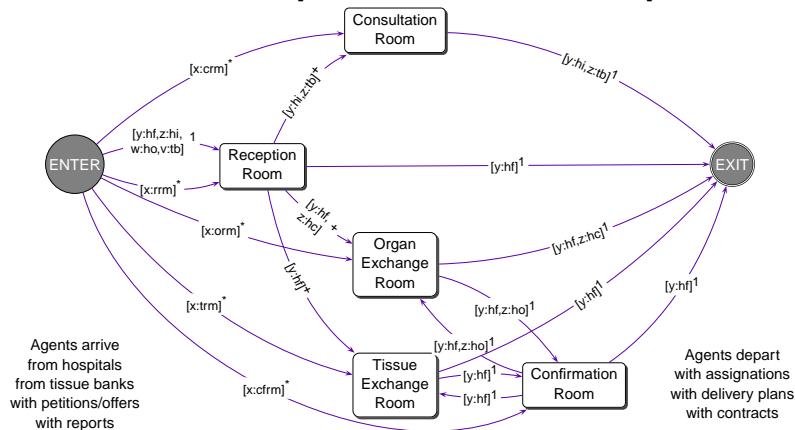 Consultation
Room
[x:crm]*
[y:hi,z:tb]+
[y:hi,z:tb]1
[y:hf,z:hi, 1
w:ho,v:tb]
ENTER
Reception
Room
[y:hf]1
EXIT
[x:rrm]*
[y:hf, +
z:hc]
[x:orm]*
Organ
Exchange
Room
[y:hf,z:hc]1
[y:hf]+
[x:trm]*
[y:hf,z:ho]1
[y:hf]1
[y:hf]1
[y:hf,z:ho]1
Agents arrive
from hospitals
from tissue banks
with petitions/offers
with reports
[x:cfrm]*
Tissue
Exchange
Room
[y:hf]1
[y:hf]1
Confirmation
Room
Agents depart
with assignations
with delivery plans
with contracts